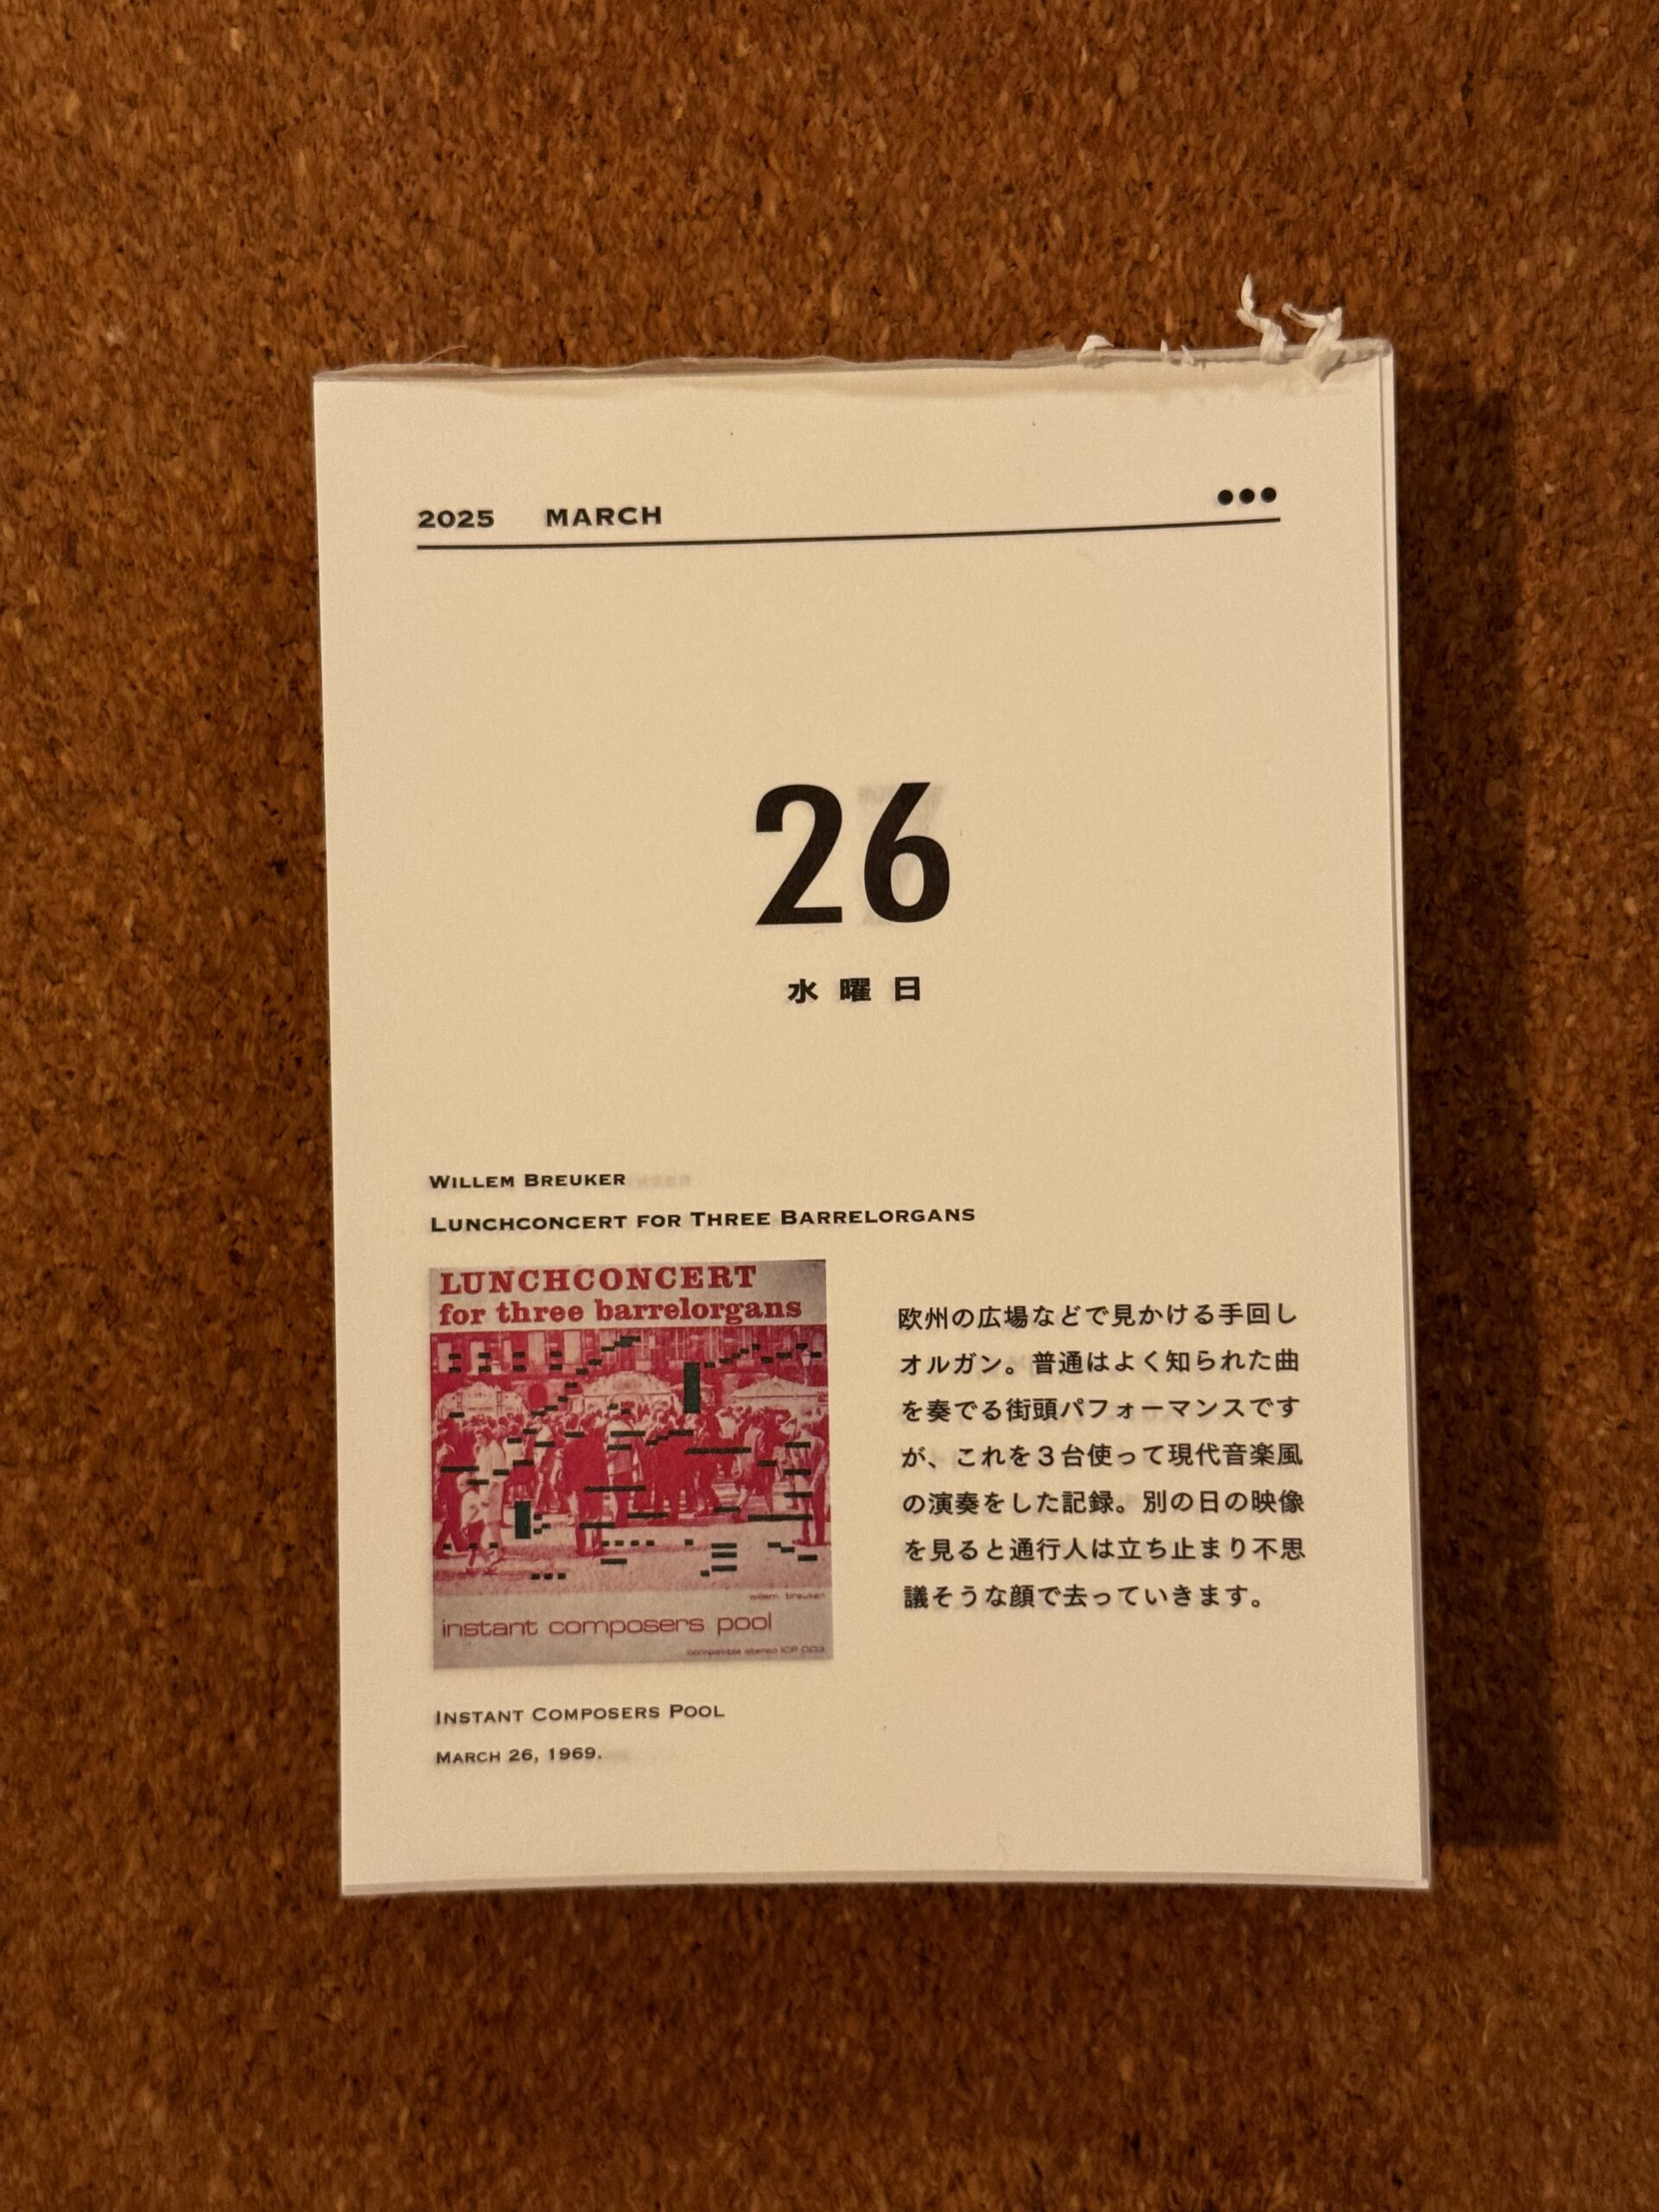 2025 MARCH
26
水曜日
WILLEM BREUKER
LUNCHCONCERT FOR THREE BARRELORGANS
LUNCHCONCERT
for three barrelorgans
willem breuker
instant composers pool
compatible stereo ICP 003
欧州の広場などで見かける手回し
オルガン。普通はよく知られた曲
を奏でる街頭パフォーマンスです
が、これを3台使って現代音楽風
の演奏をした記録。別の日の映像
を見ると通行人は立ち止まり不思
議そうな顔で去っていきます。
INSTANT COMPOSERS POOL
MARCH 26, 1969.